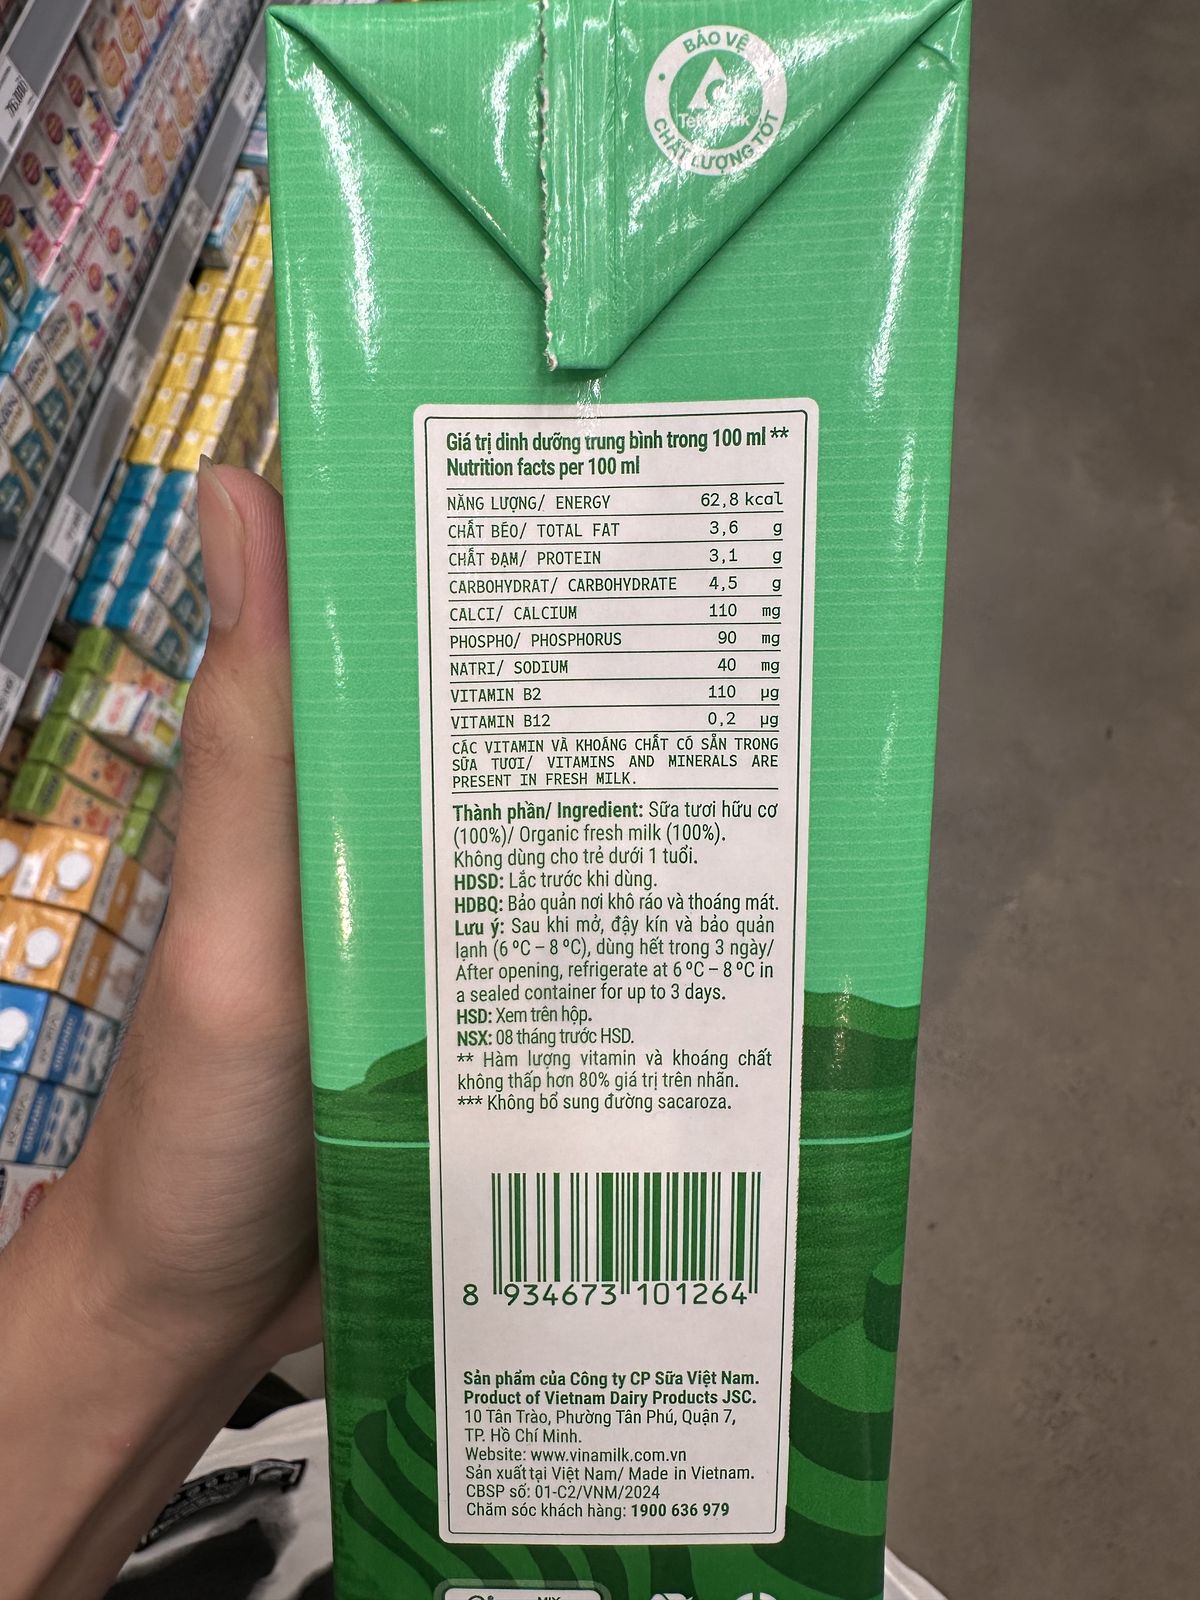 BẢO VỆ
Tetra Pak
CHẤT LƯỢNG TỐT
Giá trị dinh dưỡng trung bình trong 100 ml **
Nutrition facts per 100 ml
NĂNG LƯỢNG/ ENERGY 62,8 kcal
CHẤT BÉO/ TOTAL FAT 3,6 g
CHẤT ĐẠM/ PROTEIN 3,1 g
CARBOHYDRAT/ CARBOHYDRATE 4,5 g
CALCI/ CALCIUM 110 mg
PHOSPHO/ PHOSPHORUS 90 mg
NATRI/ SODIUM 40 mg
VITAMIN B2 110 µg
VITAMIN B12 0,2 µg
CÁC VITAMIN VÀ KHOÁNG CHẤT CÓ SẴN TRONG
SỮA TƯƠI/ VITAMINS AND MINERALS ARE
PRESENT IN FRESH MILK.
Thành phần/ Ingredient: Sữa tươi hữu cơ
(100%)/ Organic fresh milk (100%).
Không dùng cho trẻ dưới 1 tuổi.
HDSD: Lắc trước khi dùng.
HDBQ: Bảo quản nơi khô ráo và thoáng mát.
Lưu ý: Sau khi mở, đậy kín và bảo quản
lạnh (6 ºC – 8 ºC), dùng hết trong 3 ngày/
After opening, refrigerate at 6 ºC – 8 ºC in
a sealed container for up to 3 days.
HSD: Xem trên hộp.
NSX: 08 tháng trước HSD.
** Hàm lượng vitamin và khoáng chất
không thấp hơn 80% giá trị trên nhãn.
*** Không bổ sung đường sacaroza.
8 934673 101264
Sản phẩm của Công ty CP Sữa Việt Nam.
Product of Vietnam Dairy Products JSC.
10 Tân Trào, Phường Tân Phú, Quận 7,
TP. Hồ Chí Minh.
Website: www.vinamilk.com.vn
Sản xuất tại Việt Nam/ Made in Vietnam.
CBSP số: 01-C2/VNM/2024
Chăm sóc khách hàng: 1900 636 979
MIX